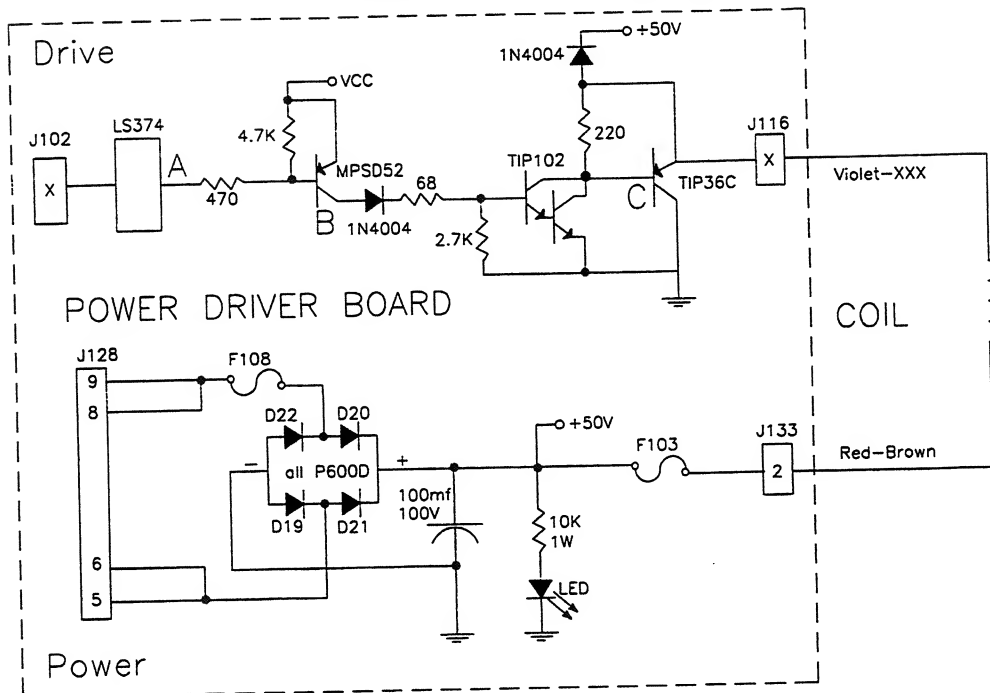 Drive
+50V
1N4004
VCC
J102
LS374
4.7K
220
J116
X
A
MPSD52
TIP102
X
470
B
1N4004
68
C
TIP36C
Violet-XXX
2.7K
POWER DRIVER BOARD
COIL
J128
F108
9
8
D22
D20
+50V
F103
J133
-
all
P600D
+
2
Red-Brown
D19
D21
100mf
100V
10K
1W
6
5
LED
Power